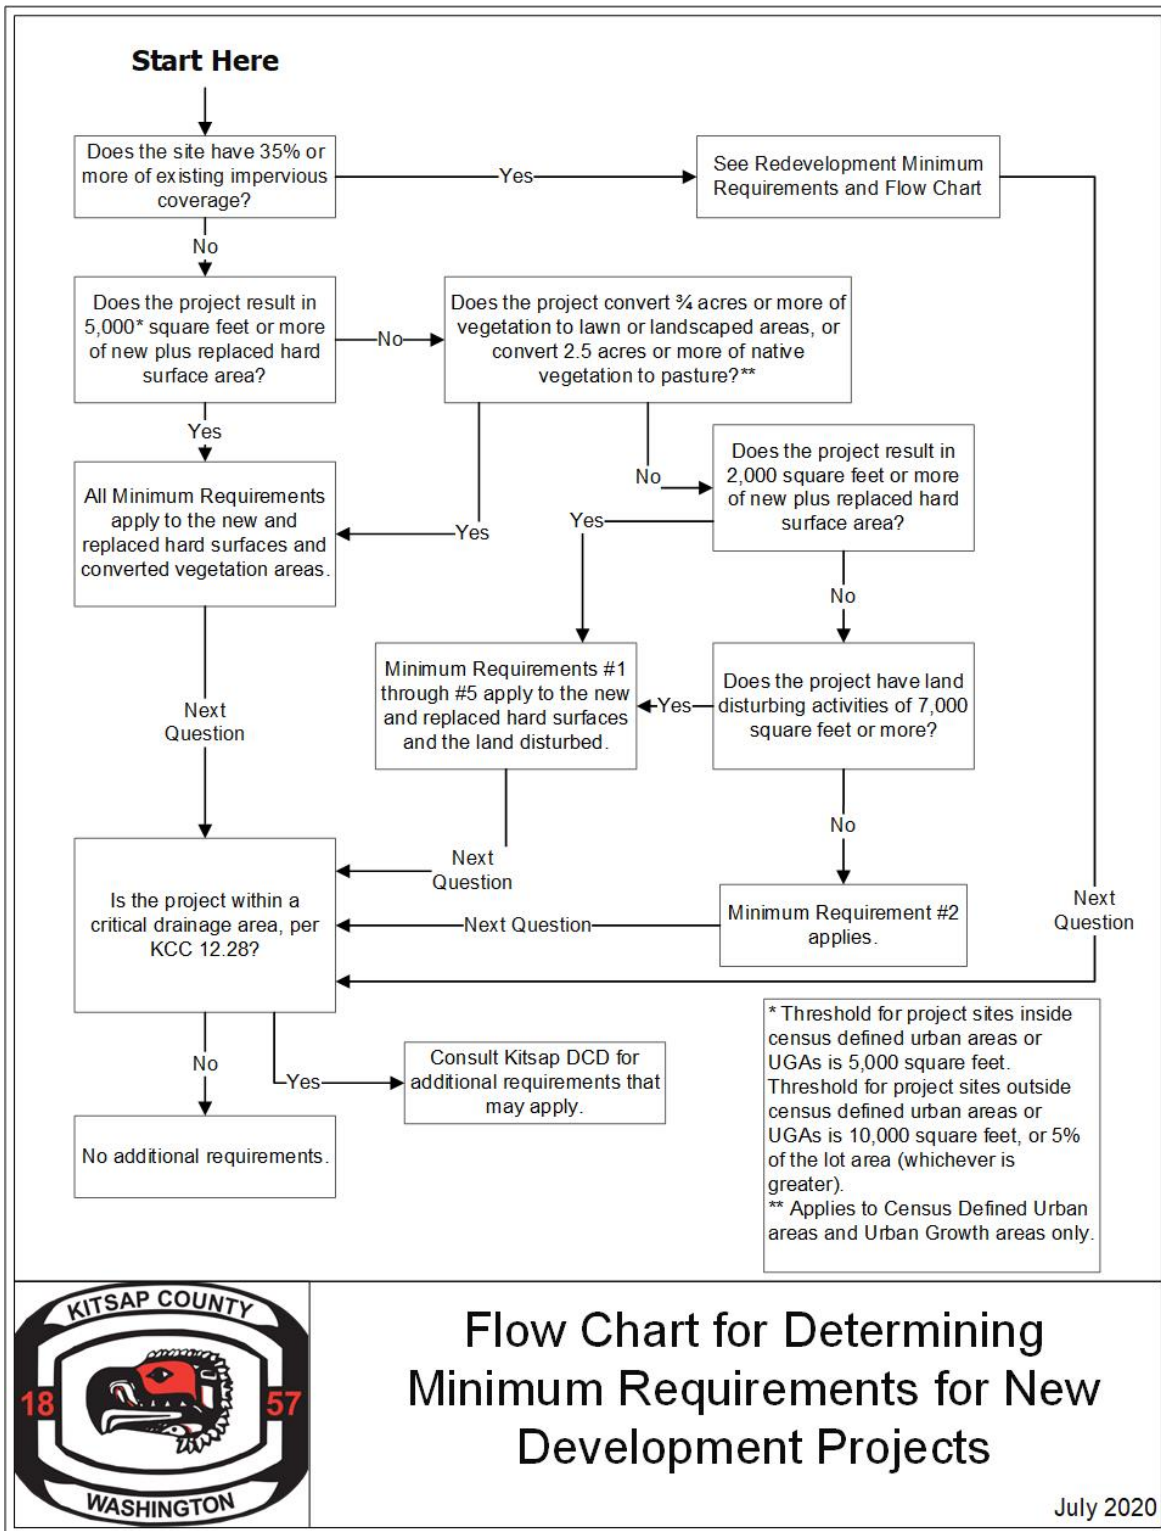 Start Here
Does the site have 35% or
more of existing impervious
coverage?
Yes
See Redevelopment Minimum
Requirements and Flow Chart
No
Does the project result in
5,000* square feet or more
of new plus replaced hard
surface area?
No
Does the project convert ¾ acres or more of
vegetation to lawn or landscaped areas, or
convert 2.5 acres or more of native
vegetation to pasture?**
Yes
All Minimum Requirements
apply to the new and
replaced hard surfaces and
converted vegetation areas.
Yes
No
Does the project result in
2,000 square feet or more
of new plus replaced hard
surface area?
Yes
No
Minimum Requirements #1
through #5 apply to the new
and replaced hard surfaces
and the land disturbed.
Yes
Does the project have land
disturbing activities of 7,000
square feet or more?
Next
Question
No
Next
Question
Minimum Requirement #2
applies.
Next Question
Next
Question
Is the project within a
critical drainage area, per
KCC 12.28?
No
Yes
Consult Kitsap DCD for
additional requirements that
may apply.
No additional requirements.
* Threshold for project sites inside
census defined urban areas or
UGAs is 5,000 square feet.
Threshold for project sites outside
census defined urban areas or
UGAs is 10,000 square feet, or 5%
of the lot area (whichever is
greater).
** Applies to Census Defined Urban
areas and Urban Growth areas only.
KITSAP COUNTY
18 57
WASHINGTON
Flow Chart for Determining
Minimum Requirements for New
Development Projects
July 2020